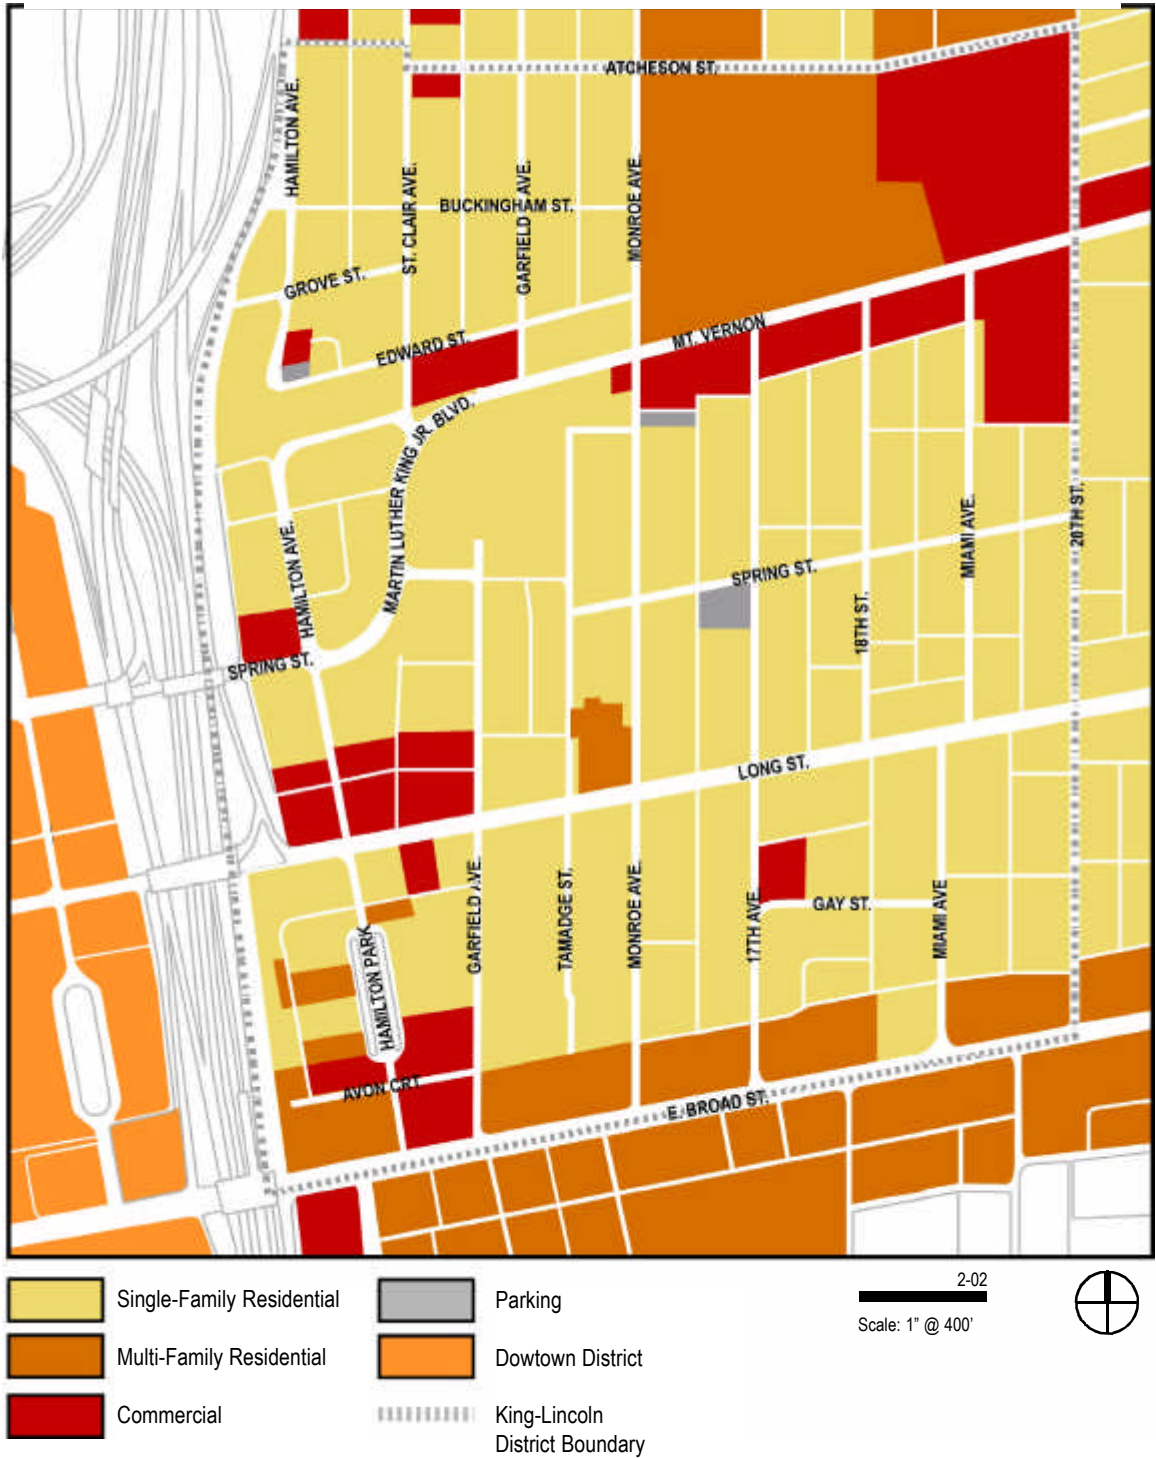 ATCHESON ST.
HAMILTON AVE.
ST. CLAIR AVE.
GARFIELD AVE.
MONROE AVE.
BUCKINGHAM ST.
GROVE ST.
EDWARD ST.
MT. VERNON
MARTIN LUTHER KING JR. BLVD.
HAMILTON AVE.
MIAMI AVE.
20TH ST.
SPRING ST.
18TH ST.
SPRING ST.
LONG ST.
GARFIELD AVE.
TAMADGE ST.
MONROE AVE.
17TH AVE.
GAY ST.
MIAMI AVE
HAMILTON PARK
AVON CRT
E. BROAD ST.
Single-Family Residential
Multi-Family Residential
Commercial
Parking
Dowtown District
King-Lincoln
District Boundary
2-02
Scale: 1" @ 400'